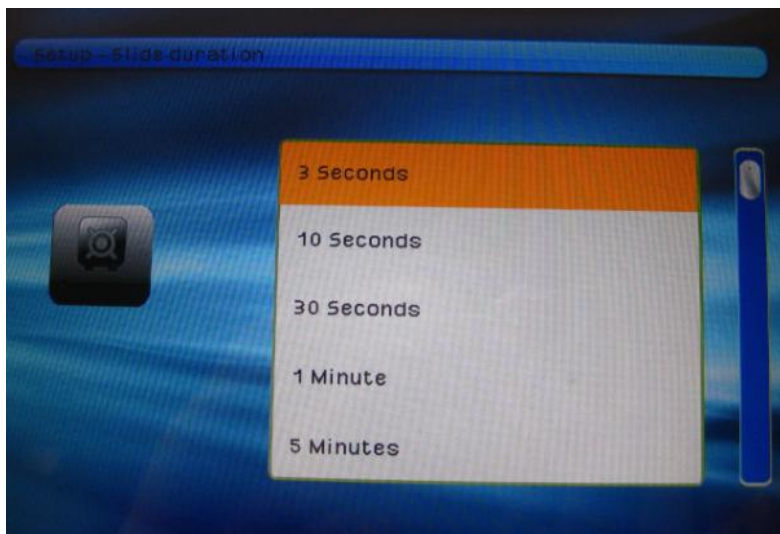 Setup - Slide duration
3 Seconds
10 Seconds
30 Seconds
1 Minute
5 Minutes